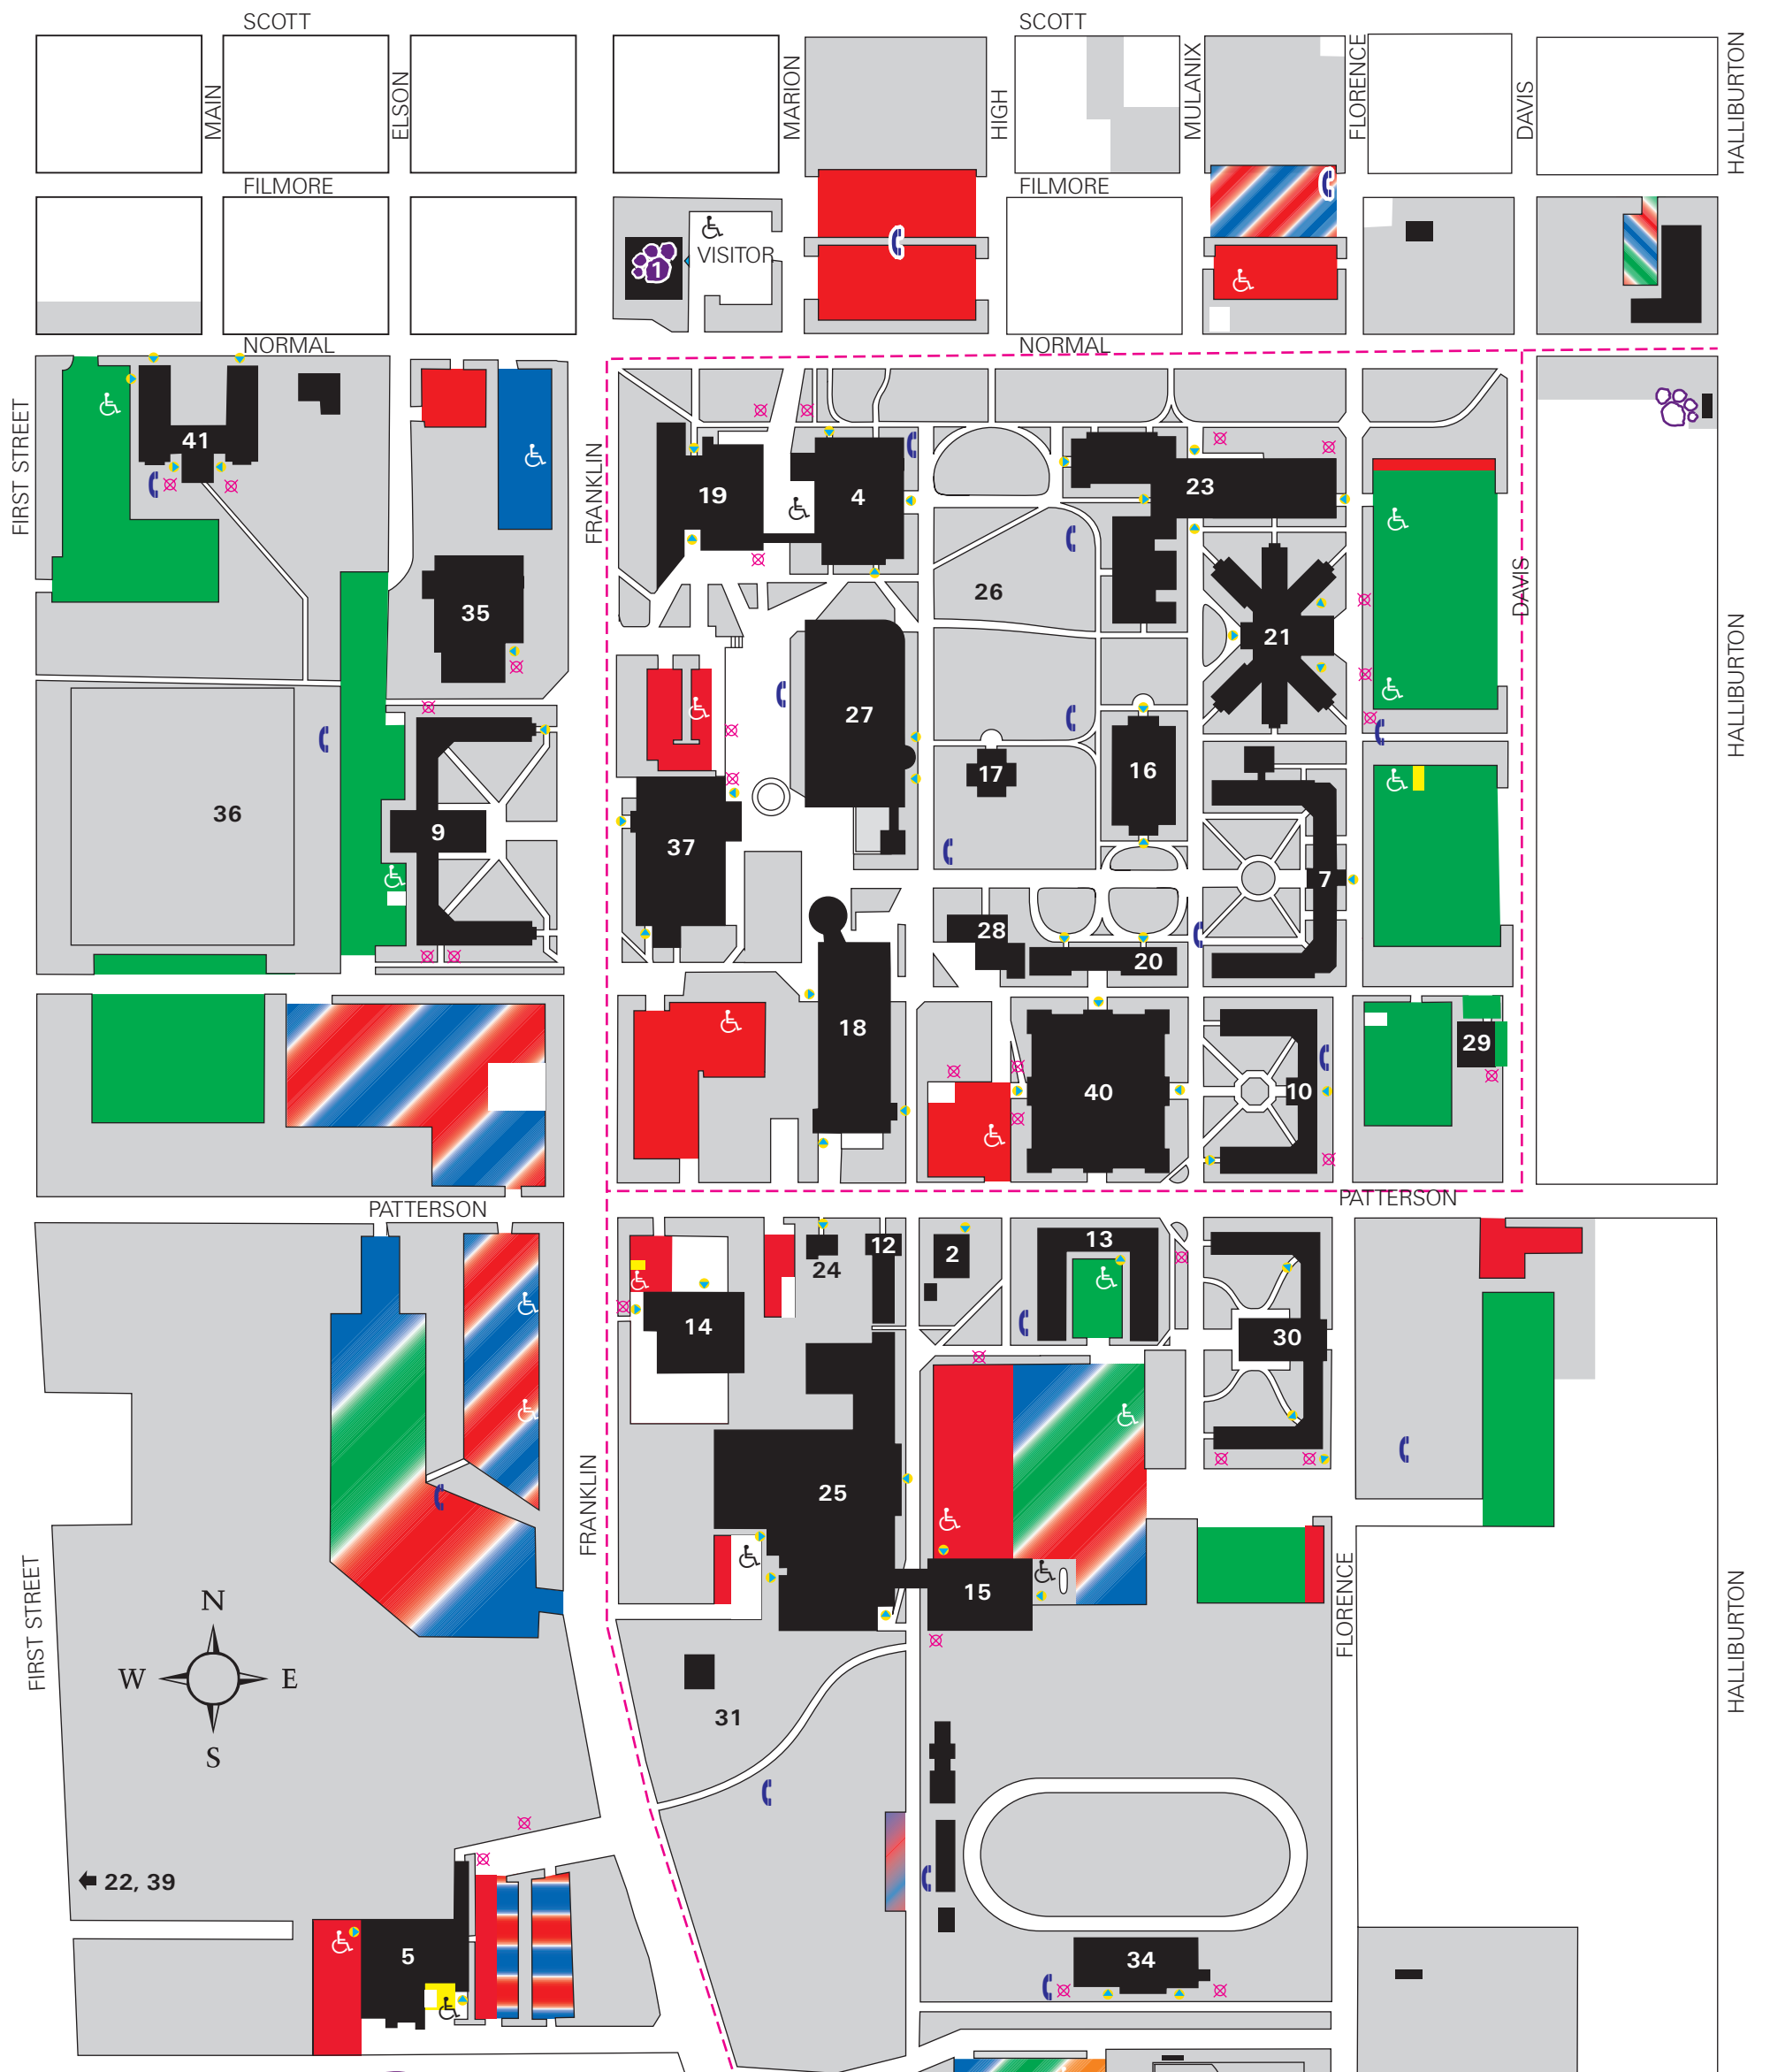 SCOTT
SCOTT
MAIN
ELSON
MARION
HIGH
MULANIX
FLORENCE
DAVIS
HALLIBURTON
FILMORE
FILMORE
1
VISITOR
NORMAL
NORMAL
FIRST STREET
41
FRANKLIN
19
4
23
26
35
21
DAVIS
HALLIBURTON
27
17
16
36
9
37
7
28
20
18
29
40
10
PATTERSON
PATTERSON
12
2
13
24
14
30
25
FRANKLIN
15
FIRST STREET
FLORENCE
HALLIBURTON
N
W
E
S
31
22, 39
5
34